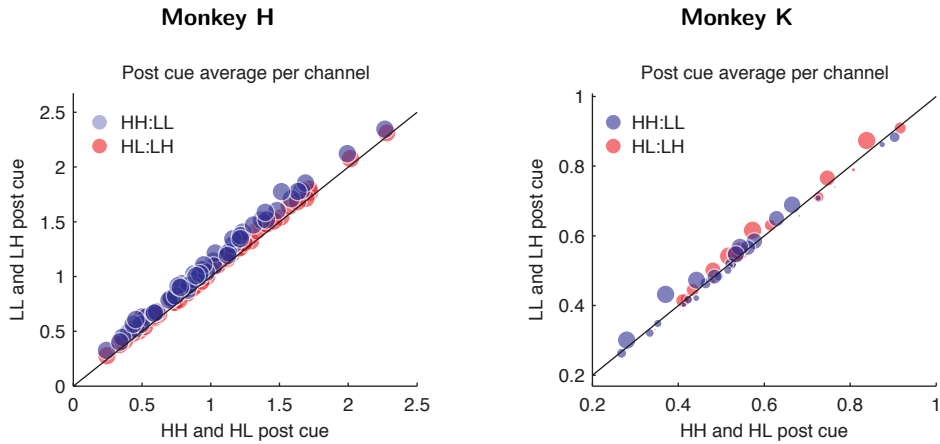 Monkey H
Post cue average per channel
2.5
2
1.5
1
0.5
0
0
0.5
1
1.5
2
2.5
HH:LL
HL:LH
LL and LH post cue
HH and HL post cue
Monkey K
Post cue average per channel
1
0.8
0.6
0.4
0.2
0.2
0.4
0.6
0.8
1
HH:LL
HL:LH
LL and LH post cue
HH and HL post cue